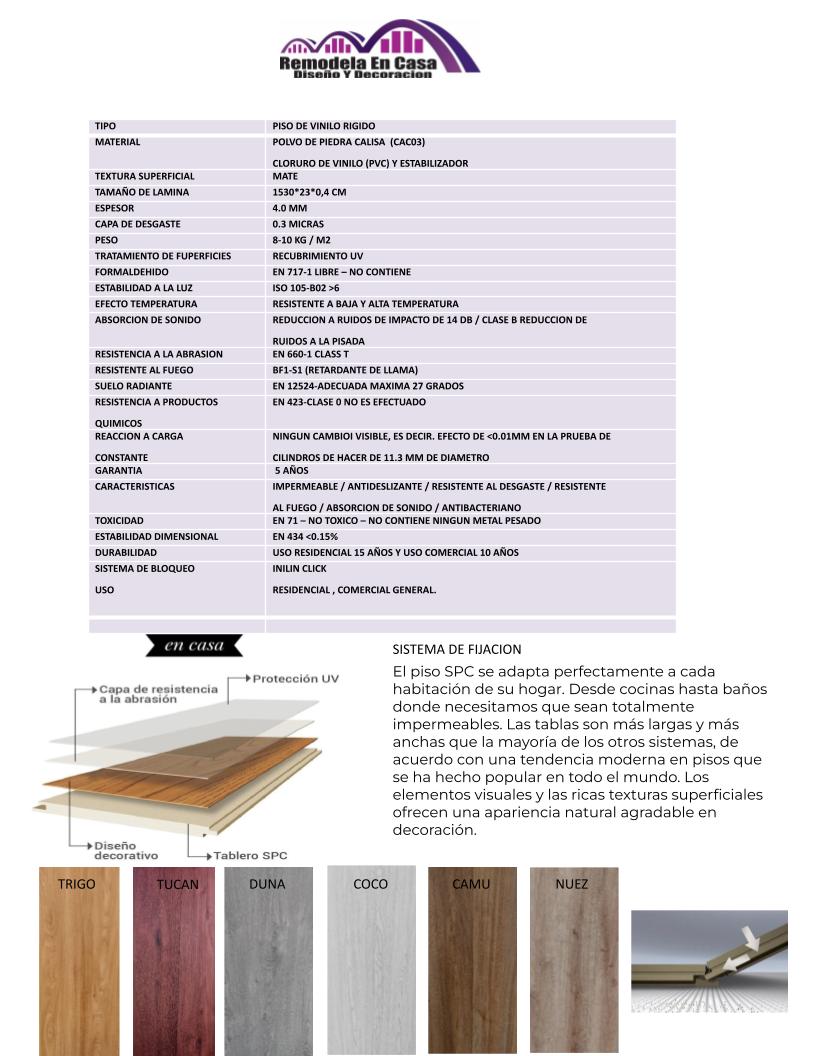 Remodela En Casa
Diseño Y Decoracion
TIPO PISO DE VINILO RIGIDO
MATERIAL POLVO DE PIEDRA CALISA (CAC03)
CLORURO DE VINILO (PVC) Y ESTABILIZADOR
TEXTURA SUPERFICIAL MATE
TAMAÑO DE LAMINA 1530*23*0,4 CM
ESPESOR 4.0 MM
CAPA DE DESGASTE 0.3 MICRAS
PESO 8-10 KG / M2
TRATAMIENTO DE FUPERFICIES RECUBRIMIENTO UV
FORMALDEHIDO EN 717-1 LIBRE – NO CONTIENE
ESTABILIDAD A LA LUZ ISO 105-B02 >6
EFECTO TEMPERATURA RESISTENTE A BAJA Y ALTA TEMPERATURA
ABSORCION DE SONIDO REDUCCION A RUIDOS DE IMPACTO DE 14 DB / CLASE B REDUCCION DE
RUIDOS A LA PISADA
RESISTENCIA A LA ABRASION EN 660-1 CLASS T
RESISTENTE AL FUEGO BF1-S1 (RETARDANTE DE LLAMA)
SUELO RADIANTE EN 12524-ADECUADA MAXIMA 27 GRADOS
RESISTENCIA A PRODUCTOS EN 423-CLASE 0 NO ES EFECTUADO
QUIMICOS
REACCION A CARGA NINGUN CAMBIOI VISIBLE, ES DECIR. EFECTO DE <0.01MM EN LA PRUEBA DE
CONSTANTE CILINDROS DE HACER DE 11.3 MM DE DIAMETRO
GARANTIA 5 AÑOS
CARACTERISTICAS IMPERMEABLE / ANTIDESLIZANTE / RESISTENTE AL DESGASTE / RESISTENTE
AL FUEGO / ABSORCION DE SONIDO / ANTIBACTERIANO
TOXICIDAD EN 71 – NO TOXICO – NO CONTIENE NINGUN METAL PESADO
ESTABILIDAD DIMENSIONAL EN 434 <0.15%
DURABILIDAD USO RESIDENCIAL 15 AÑOS Y USO COMERCIAL 10 AÑOS
SISTEMA DE BLOQUEO INILIN CLICK
USO RESIDENCIAL , COMERCIAL GENERAL.
en casa
Protección UV
Capa de resistencia
a la abrasión
Diseño
decorativo
Tablero SPC
SISTEMA DE FIJACION
El piso SPC se adapta perfectamente a cada
habitación de su hogar. Desde cocinas hasta baños
donde necesitamos que sean totalmente
impermeables. Las tablas son más largas y más
anchas que la mayoría de los otros sistemas, de
acuerdo con una tendencia moderna en pisos que
se ha hecho popular en todo el mundo. Los
elementos visuales y las ricas texturas superficiales
ofrecen una apariencia natural agradable en
decoración.
TRIGO TUCAN DUNA COCO CAMU NUEZ